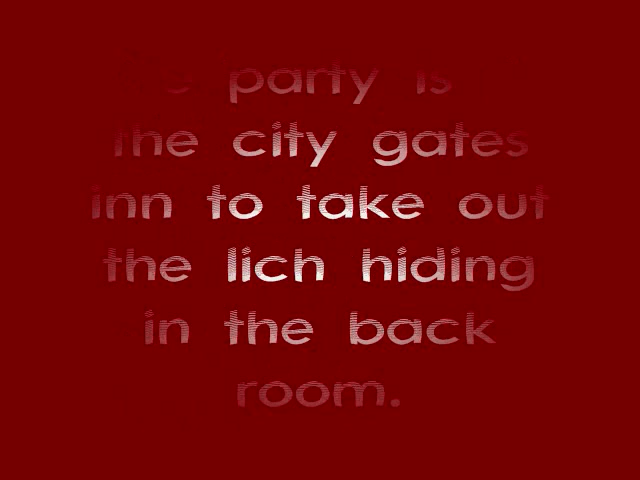 party is
the city gates
inn to take out
the lich hiding
in the back
room.